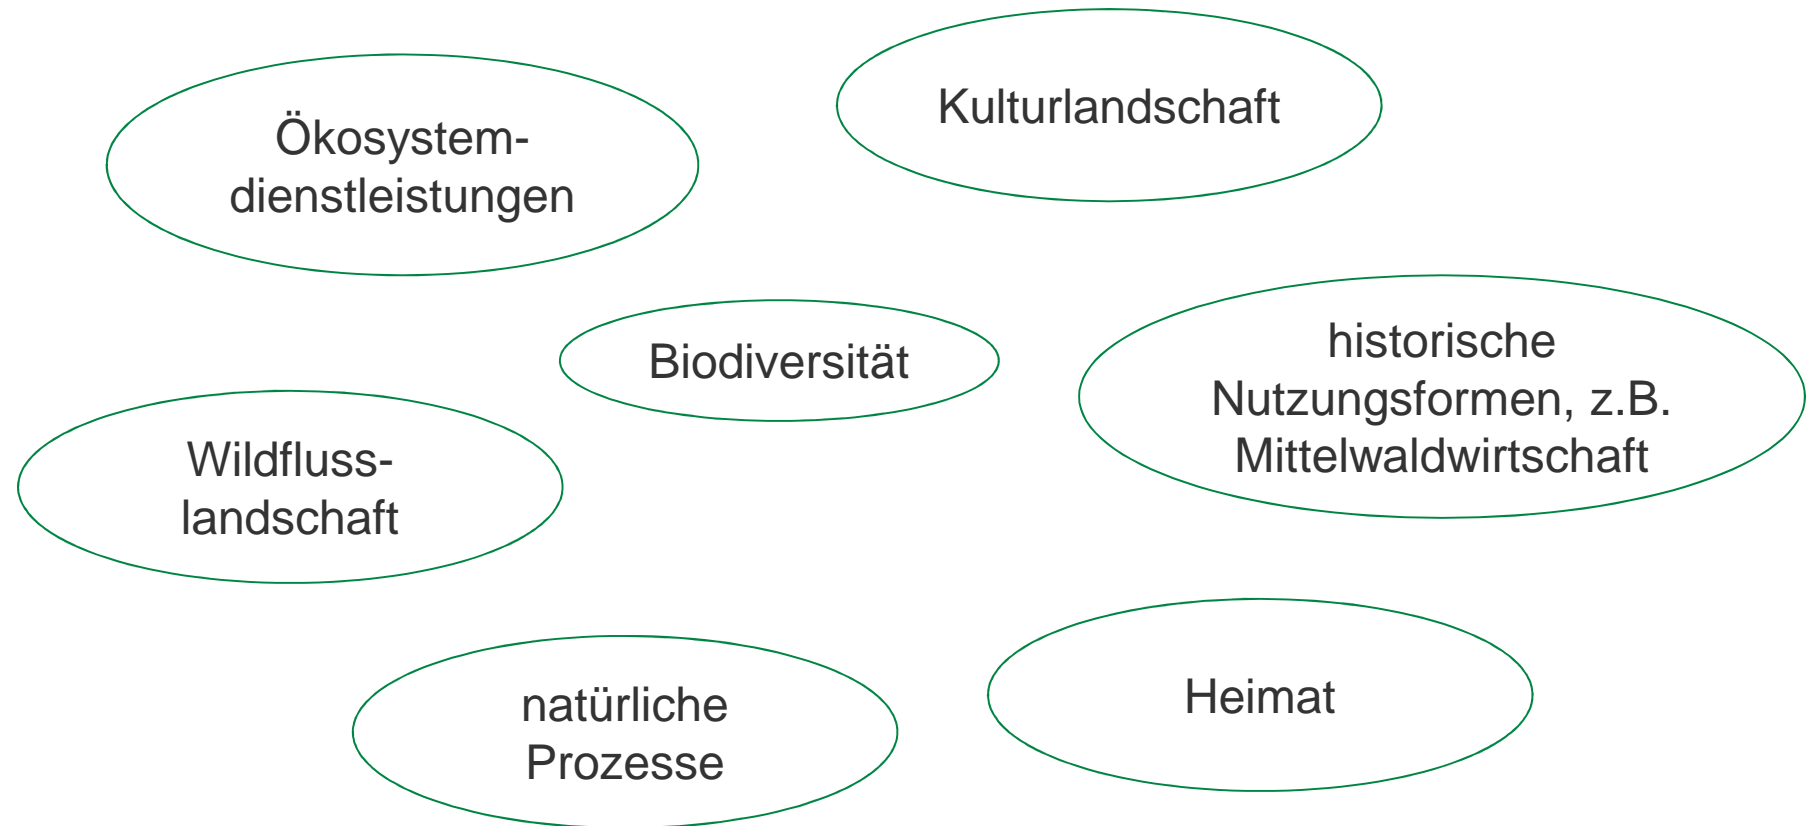 Ökosystem-
dienstleistungen
Kulturlandschaft
Biodiversität
historische
Nutzungsformen, z.B.
Mittelwaldwirtschaft
Wildfluss-
landschaft
natürliche
Prozesse
Heimat